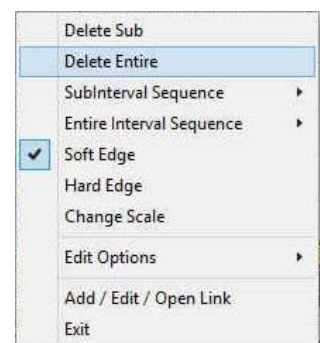 Delete Sub
Delete Entire
SubInterval Sequence
Entire Interval Sequence
Soft Edge
Hard Edge
Change Scale
Edit Options
Add / Edit / Open Link
Exit